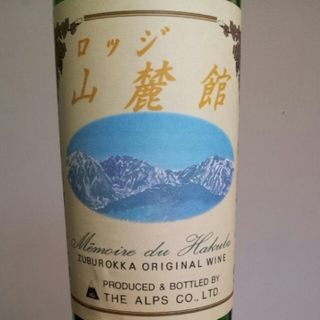 ロッジ
山麓館
Mémoire du Hakuba
ZUBUROKKA ORIGINAL WINE
PRODUCED & BOTTLED BY
THE ALPS CO., LTD.